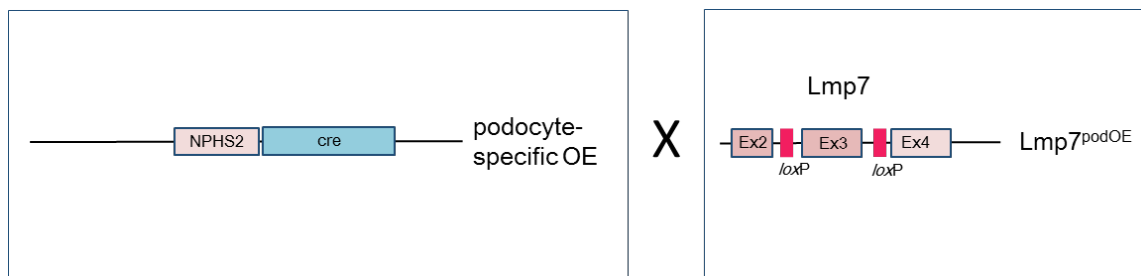 NPHS2
cre
podocyte-
specific OE
X
Lmp7
Ex2
Ex3
Ex4
loxP
loxP
Lmp7podOE